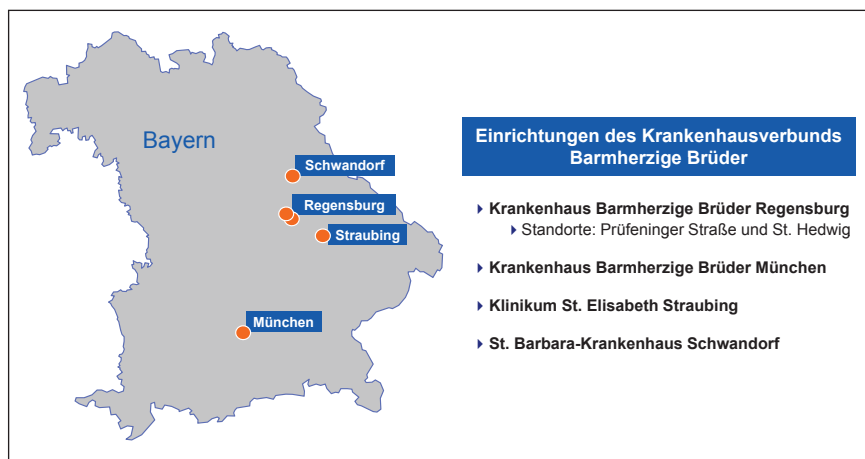 Bayern
Schwandorf
Regensburg
Straubing
München
Einrichtungen des Krankenhausverbunds
Barmherzige Brüder
Krankenhaus Barmherzige Brüder Regensburg
Standorte: Prüfeninger Straße und St. Hedwig
Krankenhaus Barmherzige Brüder München
Klinikum St. Elisabeth Straubing
St. Barbara-Krankenhaus Schwandorf